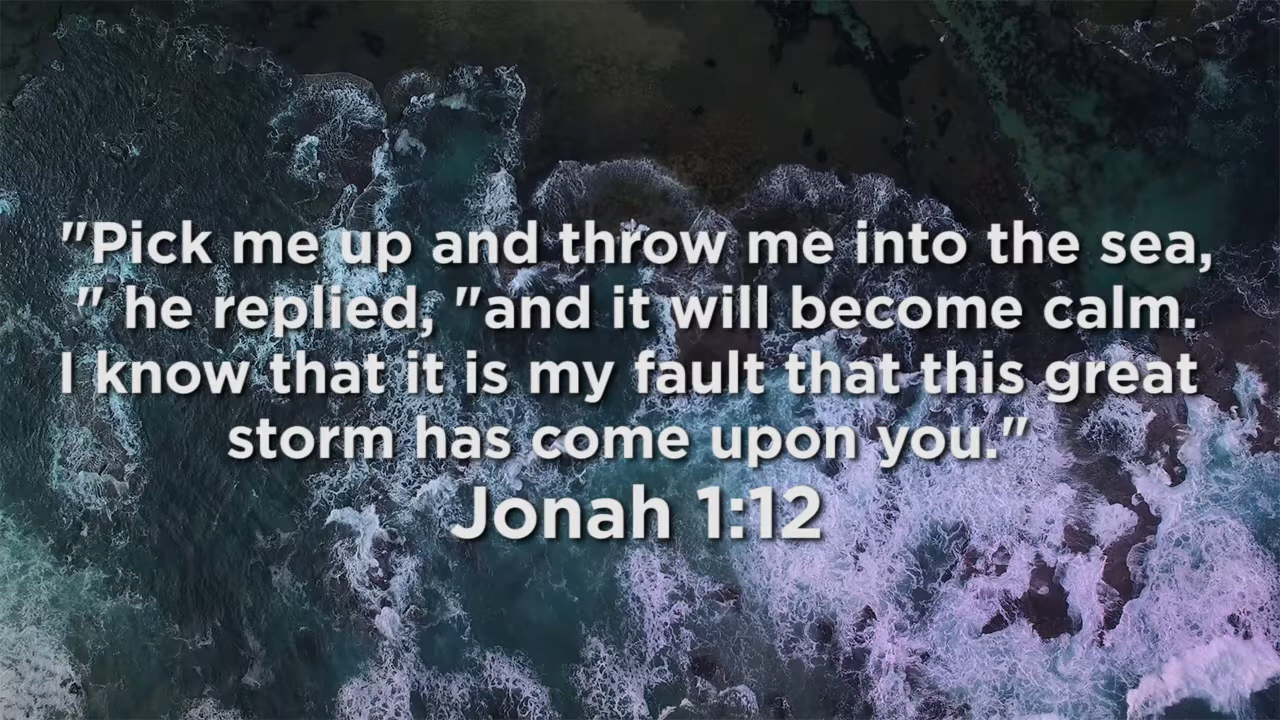 "Pick me up and throw me into the sea,
" he replied, "and it will become calm.
I know that it is my fault that this great
storm has come upon you."
Jonah 1:12